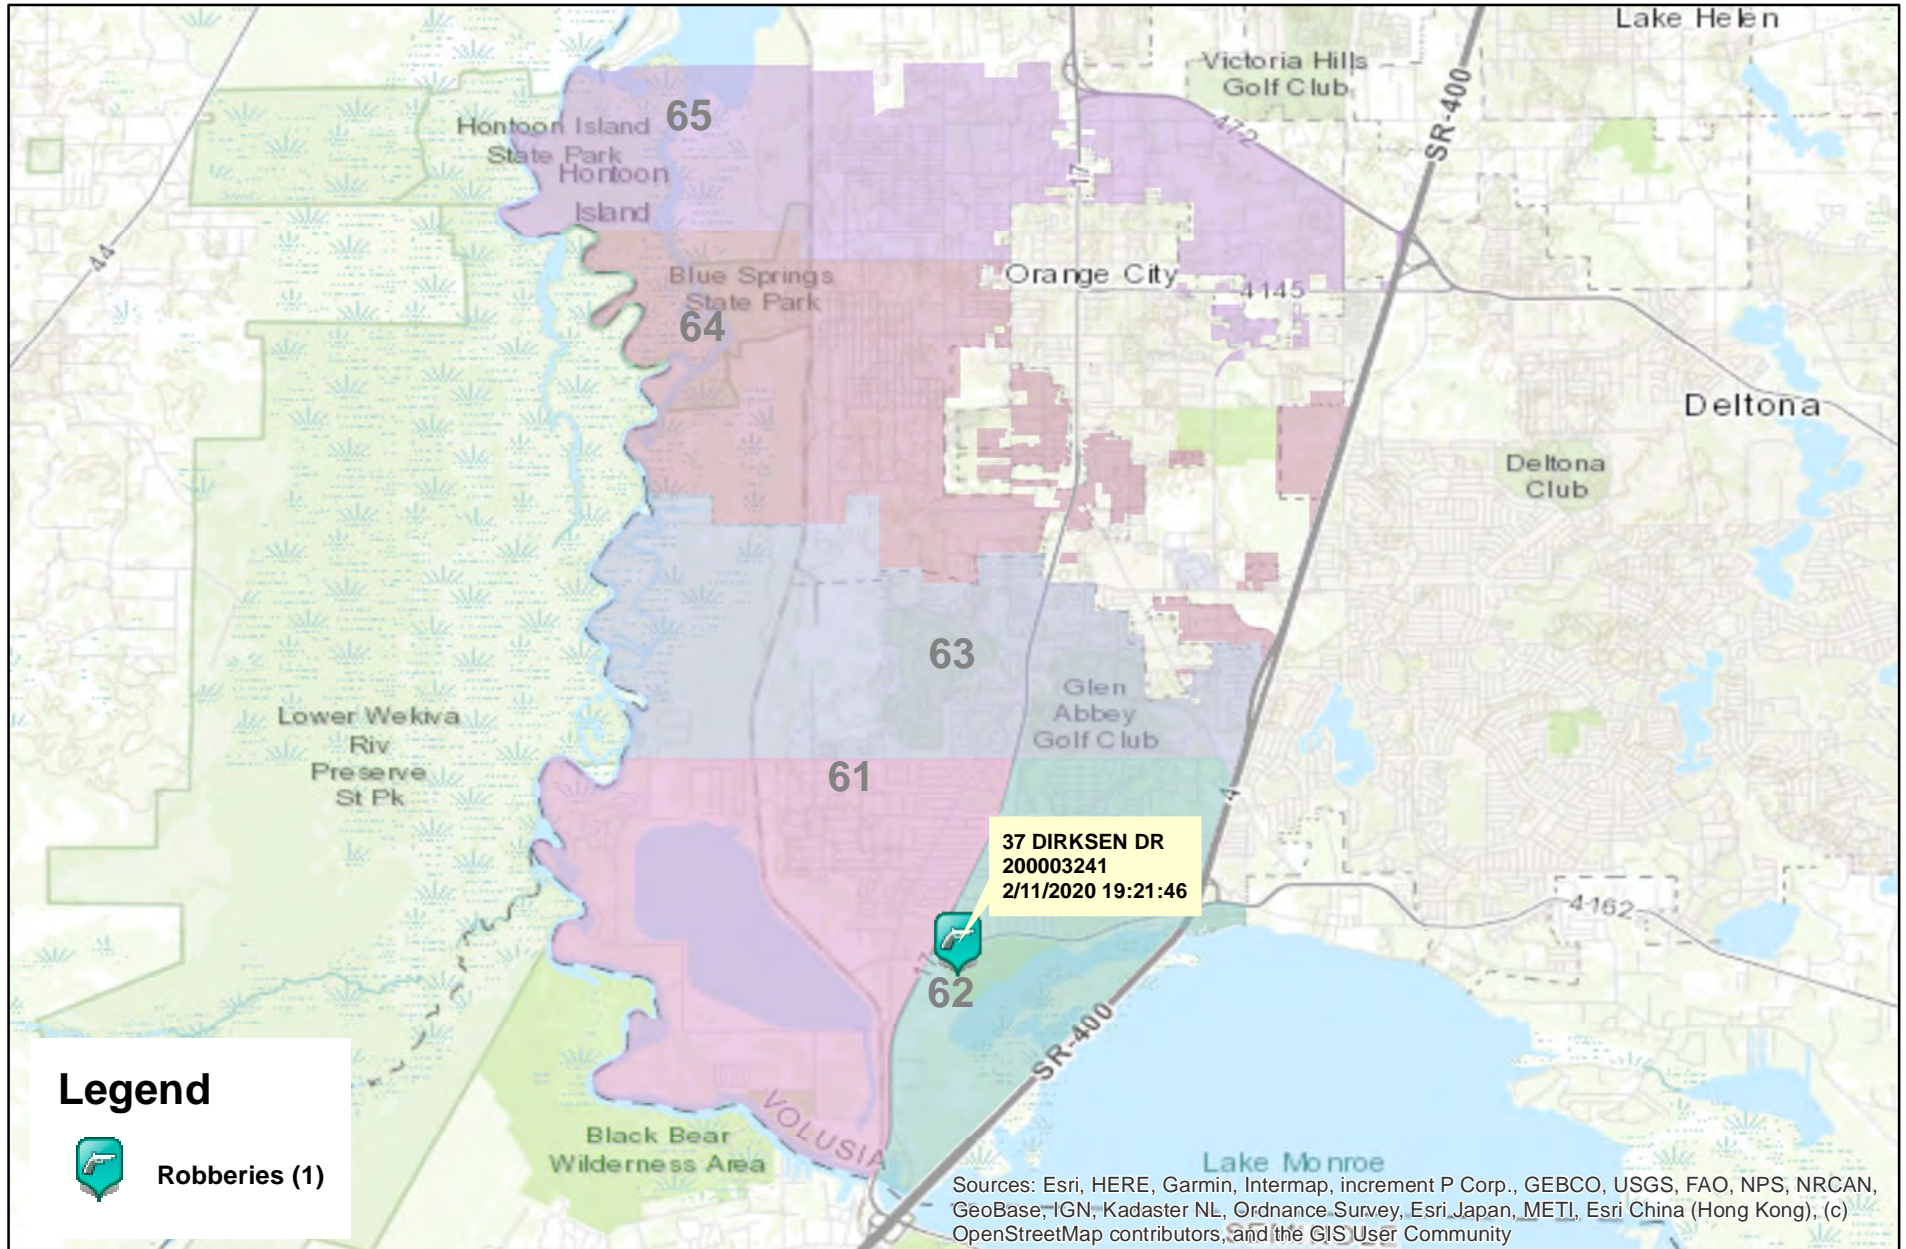 Lake Helen
Victoria Hills
Golf Club
SR-400
472
65
Hontoon Island
State Park
Hontoon
Island
17
44
Blue Springs
State Park
64
Orange City
4145
Deltona
Deltona
Club
63
Glen
Abbey
Golf Club
Lower Wekiva
Riv
Preserve
St Pk
61
4
37 DIRKSEN DR
200003241
2/11/2020 19:21:46
4162
17
62
SR-400
Legend
Robberies (1)
VOLUSIA
Black Bear
Wilderness Area
Lake Monroe
SEMINOLE
Sources: Esri, HERE, Garmin, Intermap, increment P Corp., GEBCO, USGS, FAO, NPS, NRCAN,
GeoBase, IGN, Kadaster NL, Ordnance Survey, Esri Japan, METI, Esri China (Hong Kong), (c)
OpenStreetMap contributors, and the GIS User Community